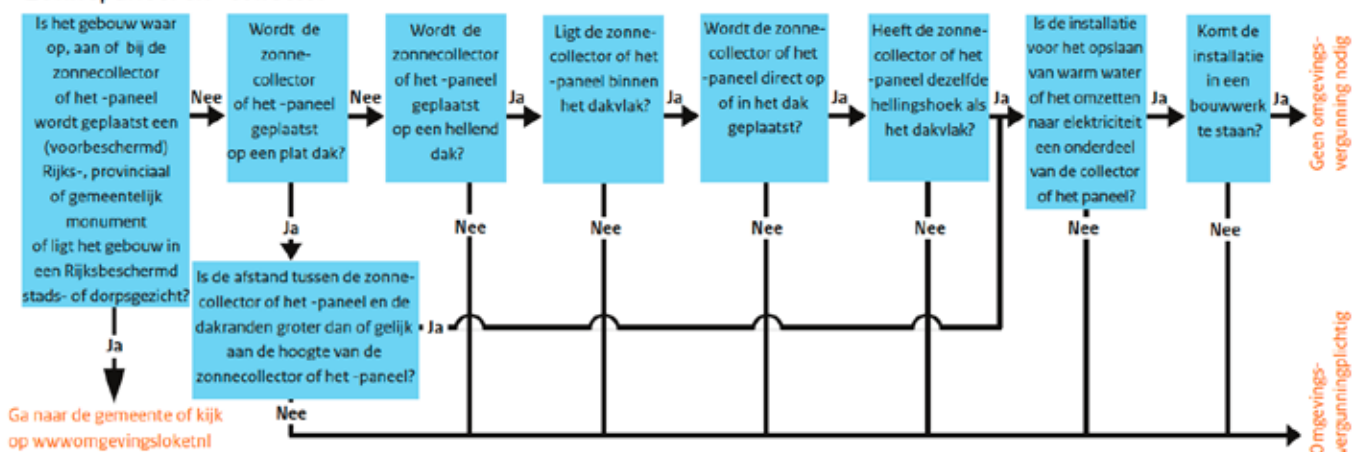 Is het gebouw waar
op, aan of bij de
zonnecollector
of het -paneel
wordt geplaatst een
(voorbeschermd)
Rijks-, provinciaal
of gemeentelijk
monument
of ligt het gebouw in
een Rijksbeschermd
stads- of dorpsgezicht?
Nee
Ja
Ga naar de gemeente of kijk
op wwwomgevingsloketnl
Wordt de
zonne-
collector
of het -paneel
geplaatst
op een plat dak?
Nee
Ja
Is de afstand tussen de zonne-
collector of het -paneel en de
dakranden groter dan of gelijk
aan de hoogte van de
zonnecollector of het -paneel?
Ja
Nee
Wordt de
zonnecollector
of het -paneel
geplaatst
op een hellend
dak?
Ja
Nee
Ligt de zonne-
collector of het
-paneel binnen
het dakvlak?
Ja
Nee
Wordt de zonne-
collector of het
-paneel direct op
of in het dak
geplaatst?
Ja
Nee
Heeft de zonne-
collector of het
-paneel dezelfde
hellingshoek als
het dakvlak?
Ja
Nee
Is de installatie
voor het opslaan
van warm water
of het omzetten
naar elektriciteit
een onderdeel
van de collector
of het paneel?
Ja
Nee
Komt de
installatie
in een
bouwwerk
te staan?
Ja
Nee
Geen omgevings-
vergunning nodig
Omgevings-
vergunningplichtig